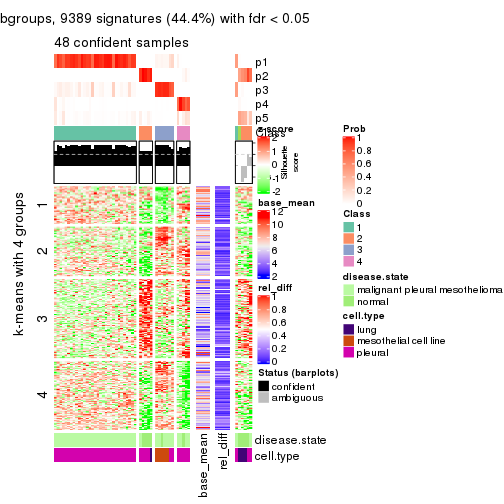 bgroups, 9389 signatures (44.4%) with fdr < 0.05
48 confident samples
p1
p2
p3
p4
p5
Class
Silhouette
score
k-means with 4 groups
1
2
3
4
base_mean
rel_diff
disease.state
cell.type
z-score
2
1
0
-1
-2
base_mean
12
10
8
6
4
2
rel_diff
1
0.8
0.6
0.4
0.2
0
Status (barplots)
confident
ambiguous
Prob
1
0.8
0.6
0.4
0.2
0
Class
1
2
3
4
disease.state
malignant pleural mesothelioma
normal
cell.type
lung
mesothelial cell line
pleural